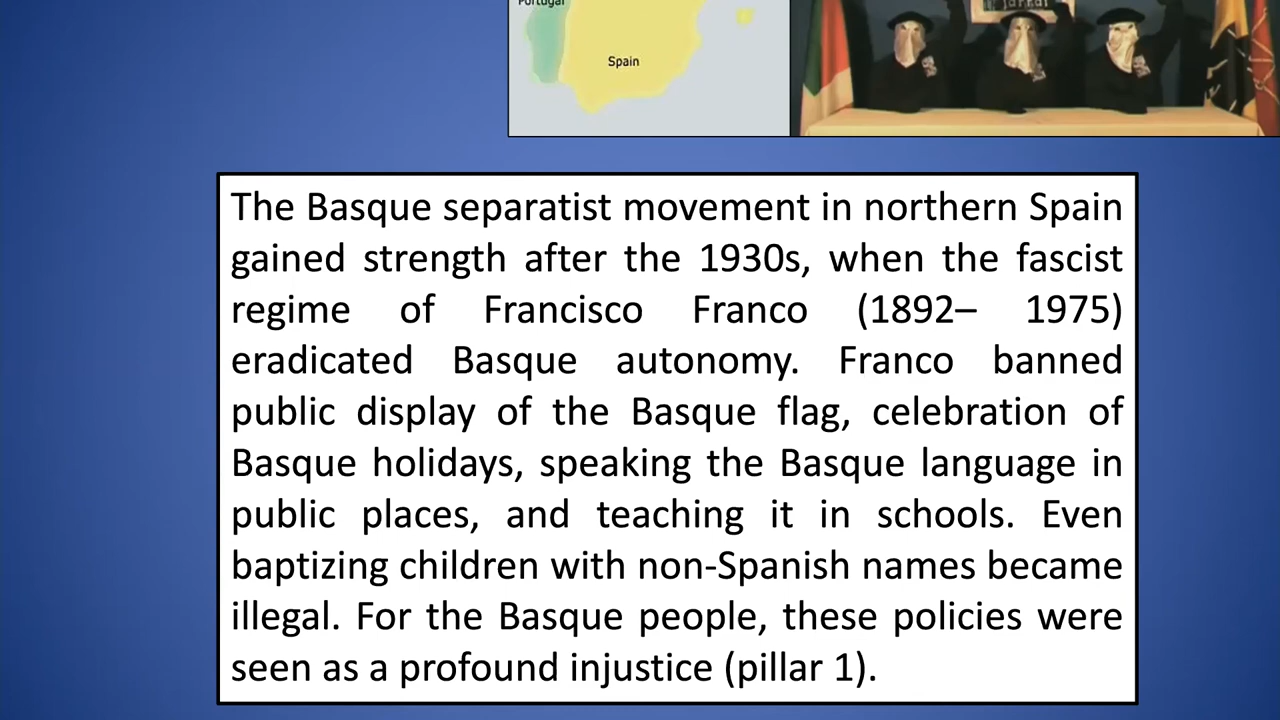 Portugal
Spain
The Basque separatist movement in northern Spain
gained strength after the 1930s, when the fascist
regime of Francisco Franco (1892– 1975)
eradicated Basque autonomy. Franco banned
public display of the Basque flag, celebration of
Basque holidays, speaking the Basque language in
public places, and teaching it in schools. Even
baptizing children with non-Spanish names became
illegal. For the Basque people, these policies were
seen as a profound injustice (pillar 1).